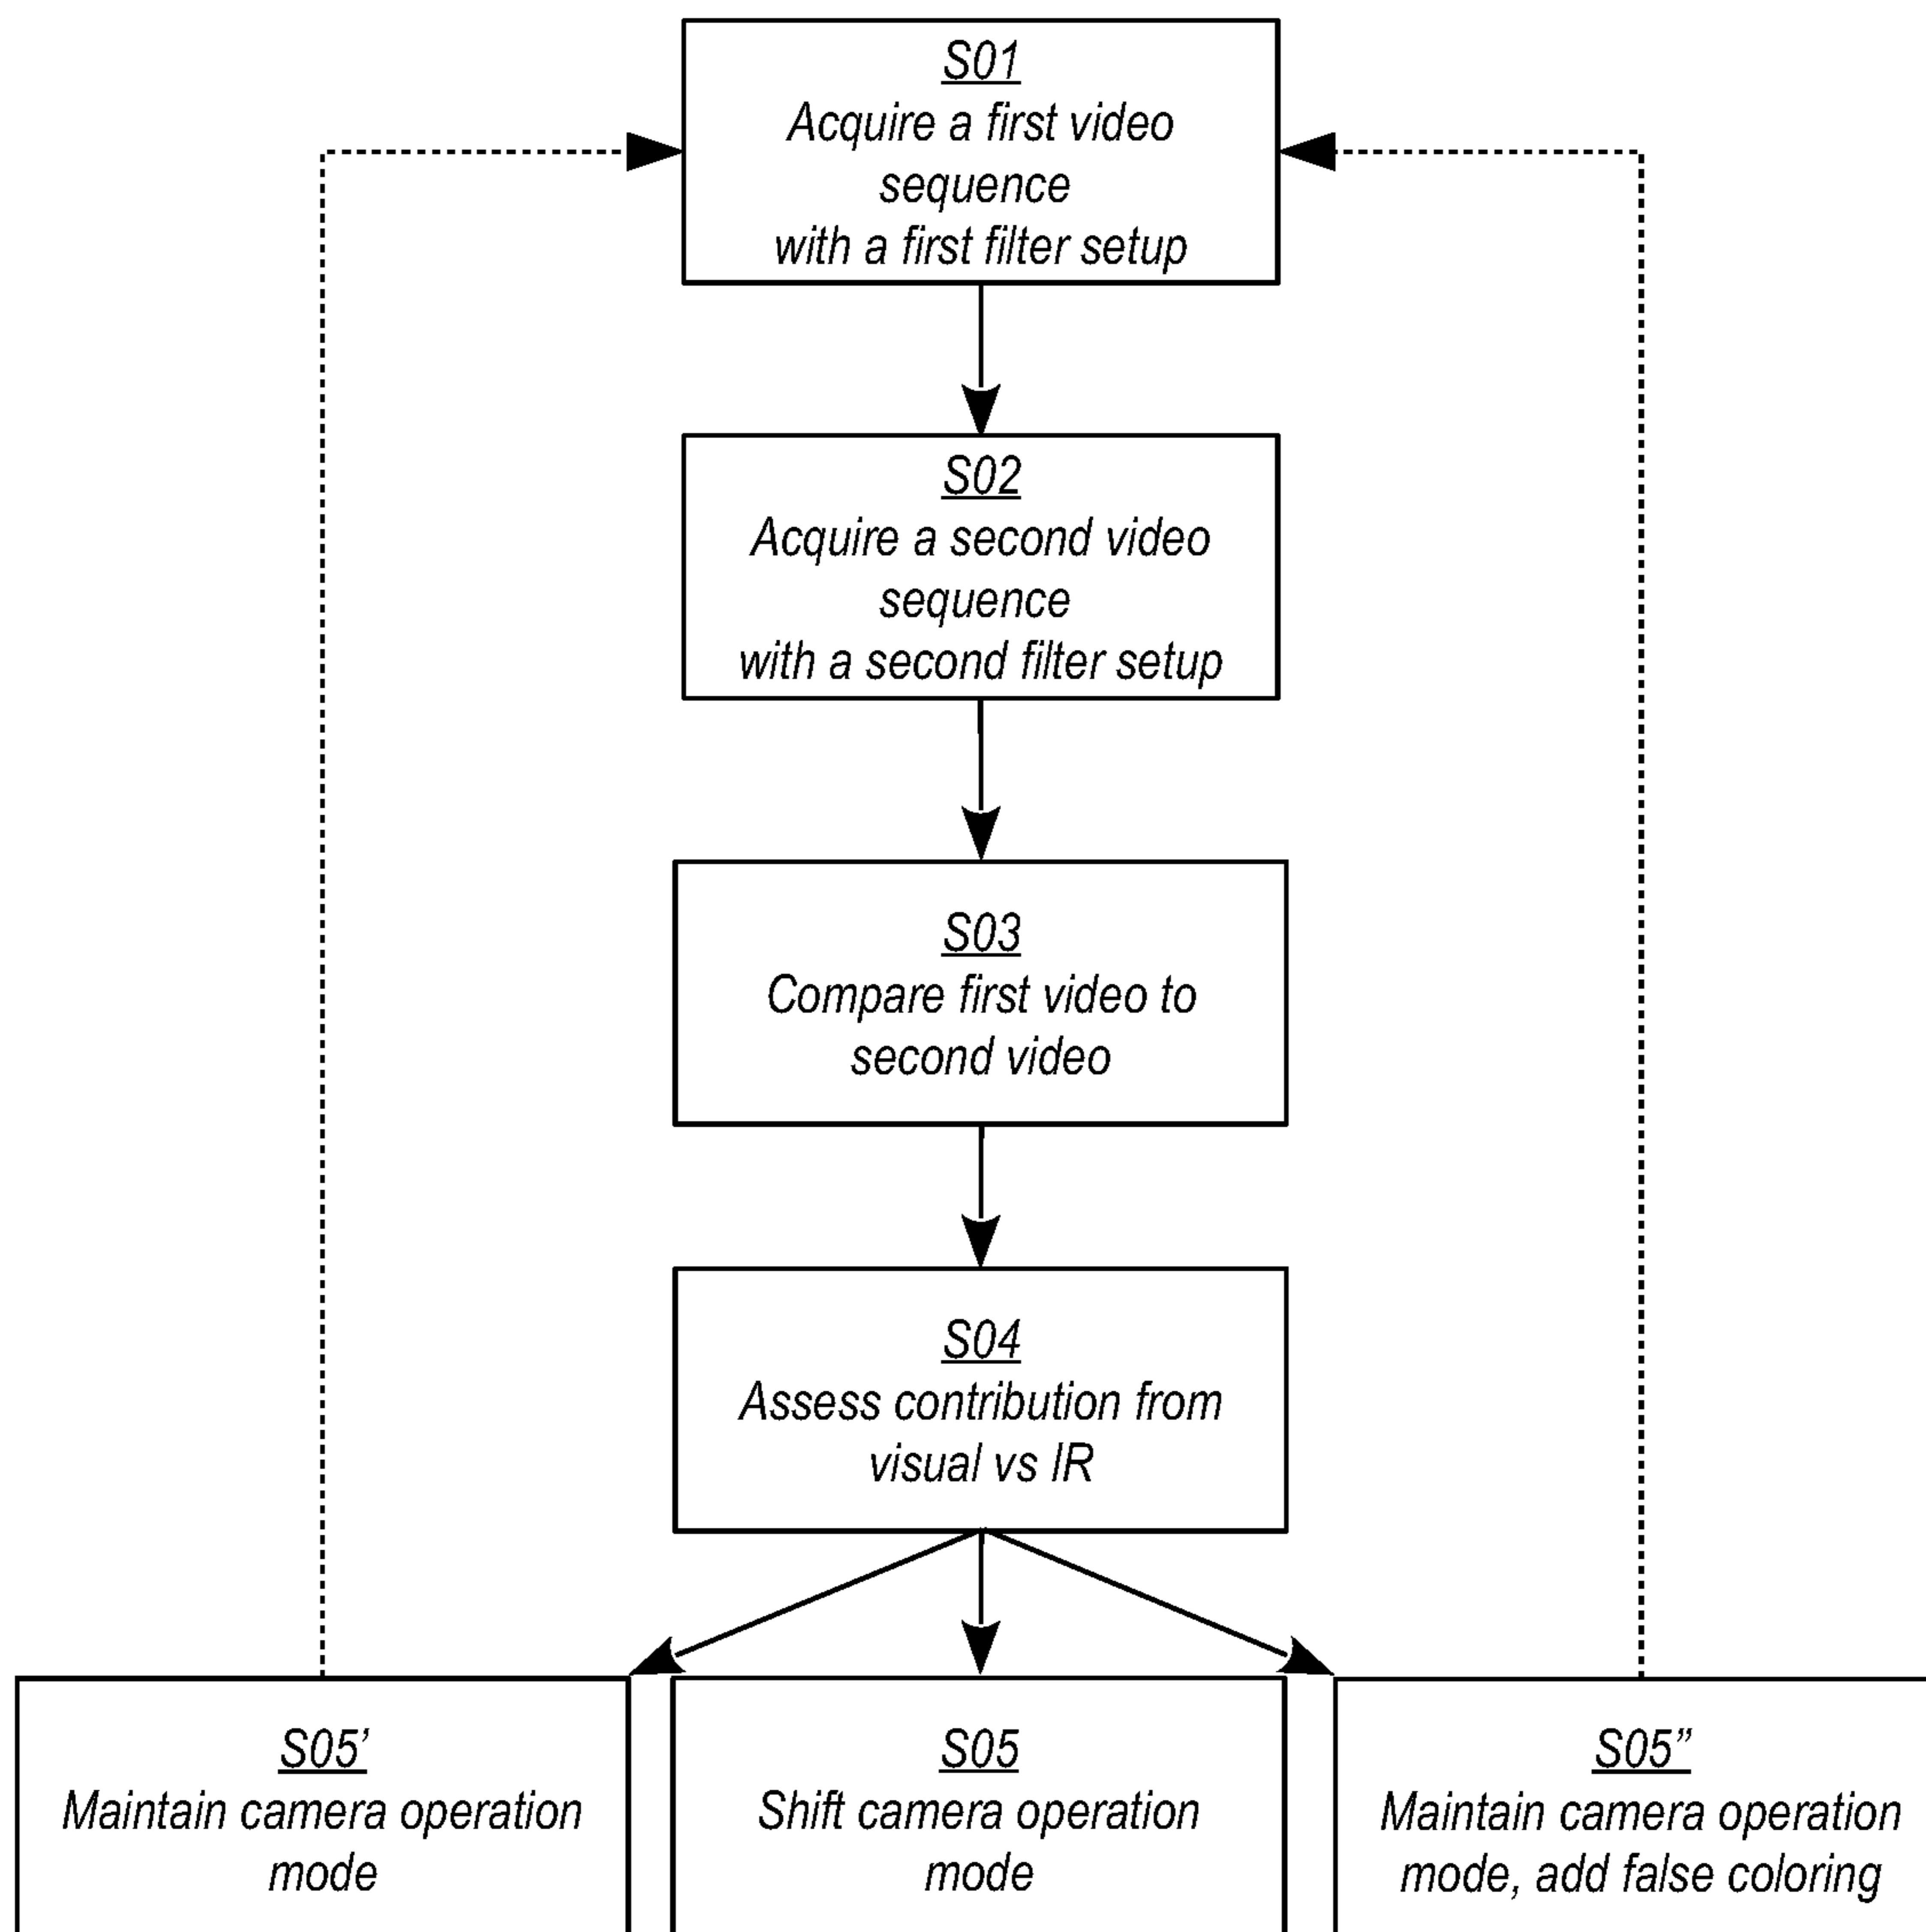 S01
Acquire a first video
sequence
with a first filter setup
S02
Acquire a second video
sequence
with a second filter setup
S03
Compare first video to
second video
S04
Assess contribution from
visual vs IR
S05’
Maintain camera operation
mode
S05
Shift camera operation
mode
S05”
Maintain camera operation
mode, add false coloring